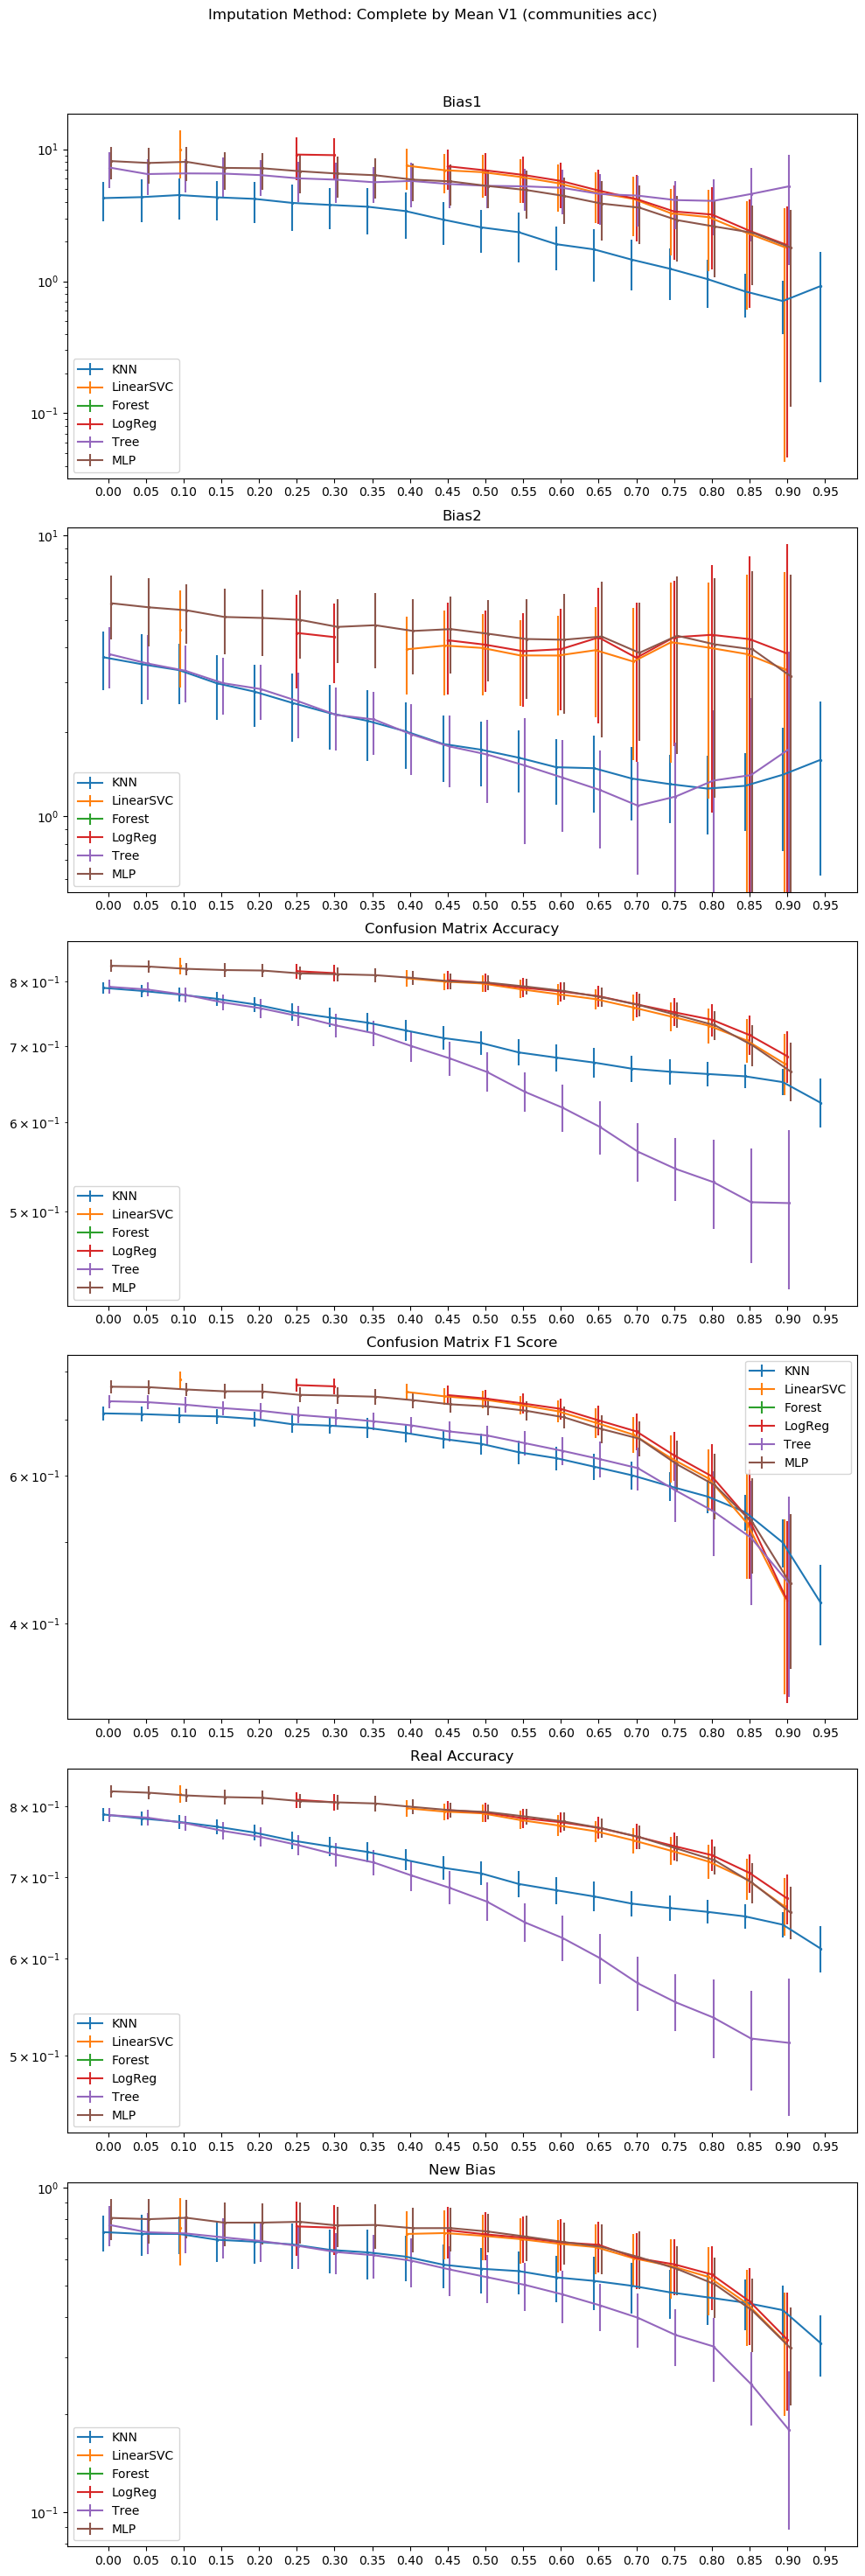 Imputation Method: Complete by Mean V1 (communities acc)
Bias1
10¹
10⁰
10⁻¹
KNN
LinearSVC
Forest
LogReg
Tree
MLP
0.00 0.05 0.10 0.15 0.20 0.25 0.30 0.35 0.40 0.45 0.50 0.55 0.60 0.65 0.70 0.75 0.80 0.85 0.90 0.95
Bias2
10¹
10⁰
KNN
LinearSVC
Forest
LogReg
Tree
MLP
0.00 0.05 0.10 0.15 0.20 0.25 0.30 0.35 0.40 0.45 0.50 0.55 0.60 0.65 0.70 0.75 0.80 0.85 0.90 0.95
Confusion Matrix Accuracy
8 × 10⁻¹
7 × 10⁻¹
6 × 10⁻¹
5 × 10⁻¹
KNN
LinearSVC
Forest
LogReg
Tree
MLP
0.00 0.05 0.10 0.15 0.20 0.25 0.30 0.35 0.40 0.45 0.50 0.55 0.60 0.65 0.70 0.75 0.80 0.85 0.90 0.95
Confusion Matrix F1 Score
KNN
LinearSVC
Forest
LogReg
Tree
MLP
6 × 10⁻¹
4 × 10⁻¹
0.00 0.05 0.10 0.15 0.20 0.25 0.30 0.35 0.40 0.45 0.50 0.55 0.60 0.65 0.70 0.75 0.80 0.85 0.90 0.95
Real Accuracy
8 × 10⁻¹
7 × 10⁻¹
6 × 10⁻¹
5 × 10⁻¹
KNN
LinearSVC
Forest
LogReg
Tree
MLP
0.00 0.05 0.10 0.15 0.20 0.25 0.30 0.35 0.40 0.45 0.50 0.55 0.60 0.65 0.70 0.75 0.80 0.85 0.90 0.95
New Bias
10⁰
10⁻¹
KNN
LinearSVC
Forest
LogReg
Tree
MLP
0.00 0.05 0.10 0.15 0.20 0.25 0.30 0.35 0.40 0.45 0.50 0.55 0.60 0.65 0.70 0.75 0.80 0.85 0.90 0.95